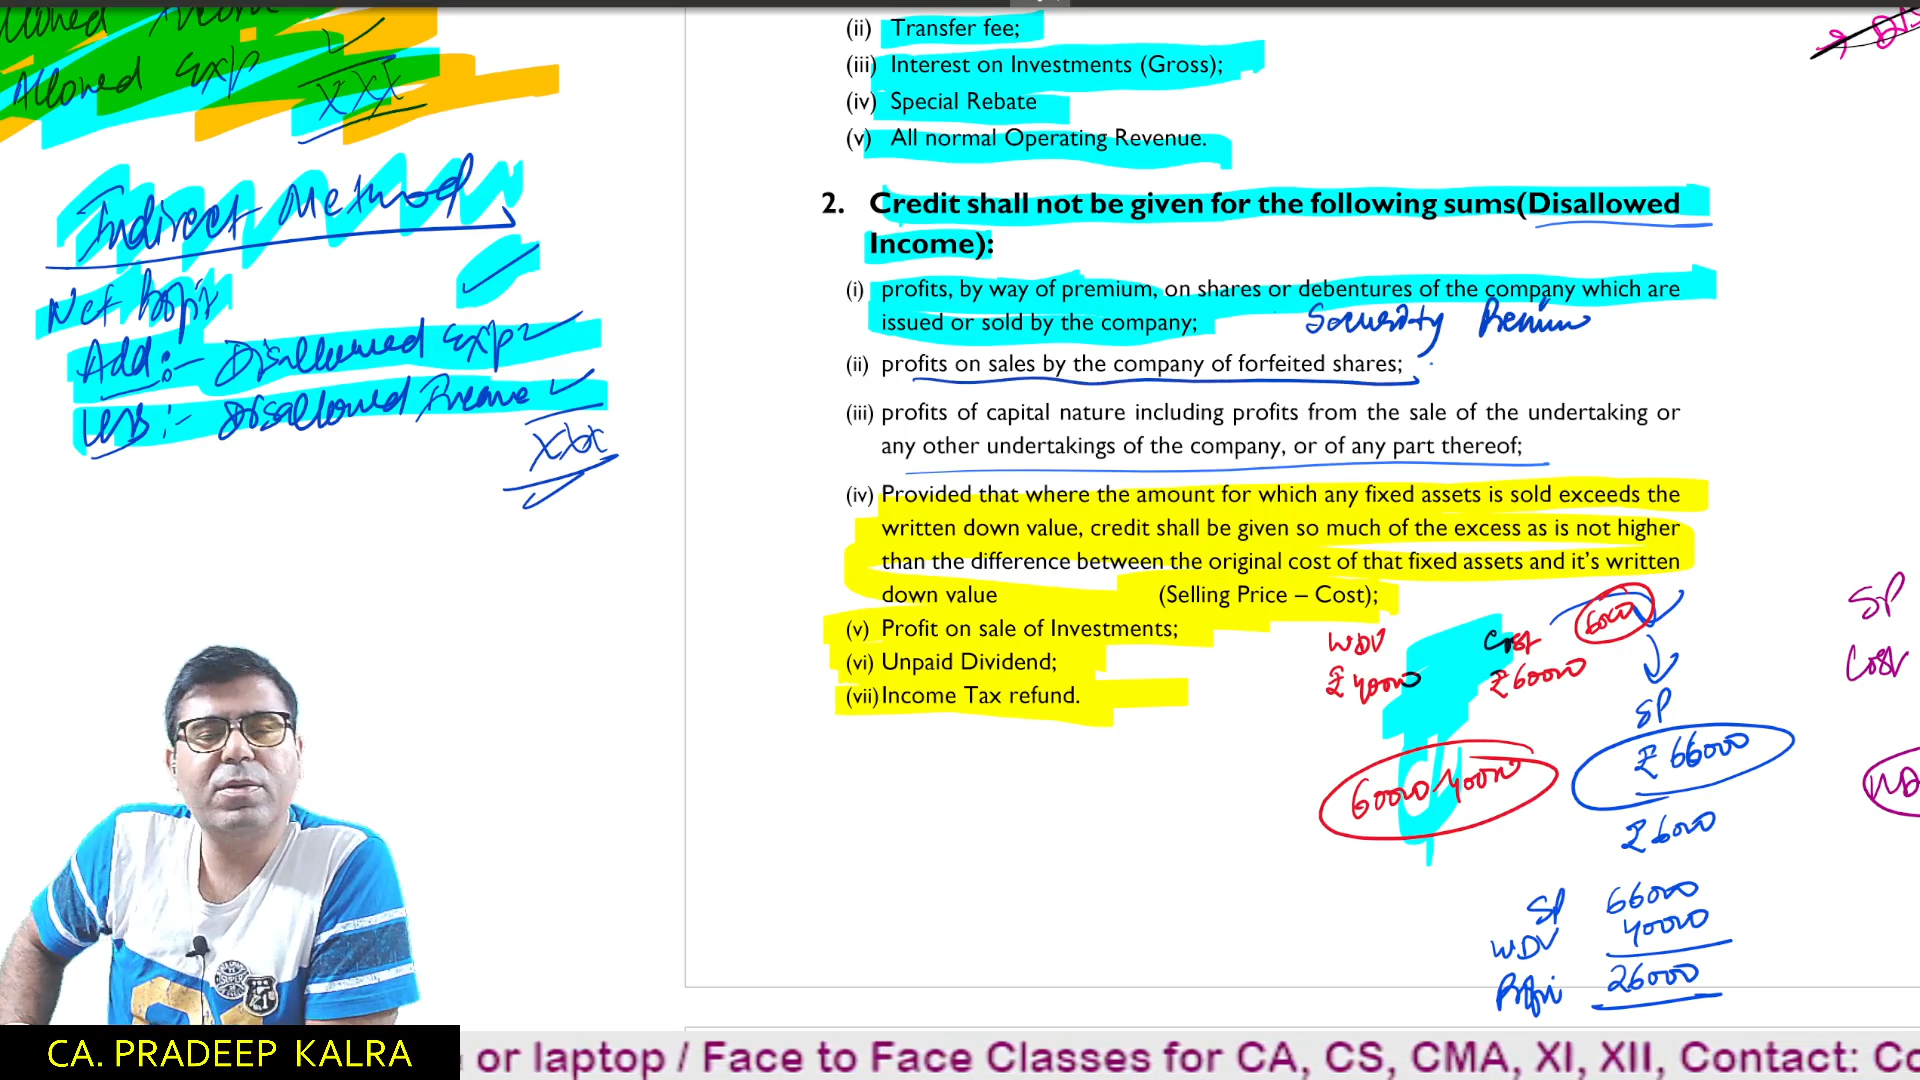 Allowed Exp
XXX
Indirect Method
Net Profit
Add:- Disallowed Exp
Less:- Disallowed Income
XXX
(ii) Transfer fee;
(iii) Interest on Investments (Gross);
(iv) Special Rebate
(v) All normal Operating Revenue.
2. Credit shall not be given for the following sums(Disallowed
Income):
(i) profits, by way of premium, on shares or debentures of the company which are
issued or sold by the company;
Security Premium
(ii) profits on sales by the company of forfeited shares;
(iii) profits of capital nature including profits from the sale of the undertaking or
any other undertakings of the company, or of any part thereof;
(iv) Provided that where the amount for which any fixed assets is sold exceeds the
written down value, credit shall be given so much of the excess as is not higher
than the difference between the original cost of that fixed assets and it's written
down value (Selling Price – Cost);
(v) Profit on sale of Investments;
(vi) Unpaid Dividend;
(vii) Income Tax refund.
WDV Cost 6000
₹40000 ₹60000
SP
₹66000
60000-40000
₹6000
SP 66000
WDV 40000
Profit 26000
SP
Cost
CA. PRADEEP KALRA
or laptop / Face to Face Classes for CA, CS, CMA, XI, XII, Contact: Co